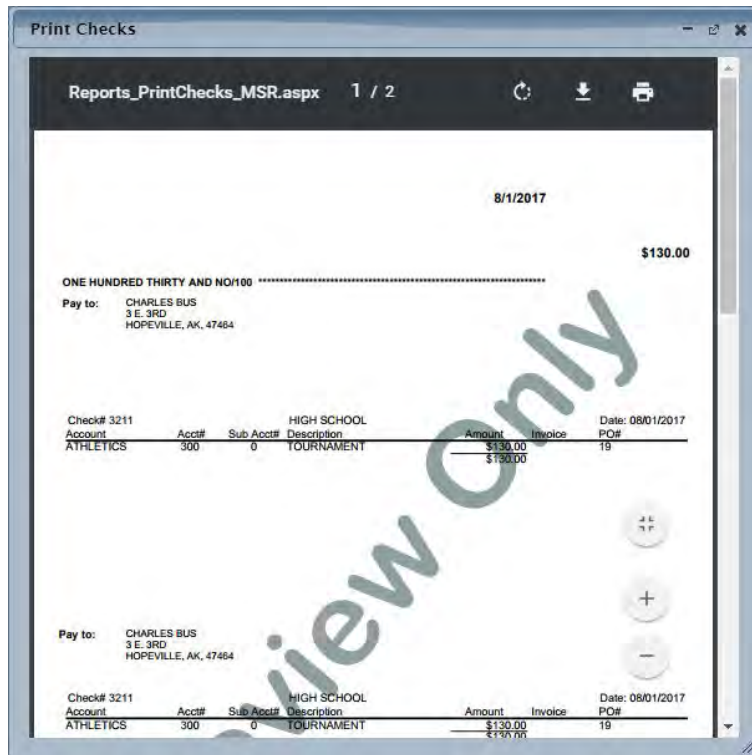 Print Checks
Reports_PrintChecks_MSR.aspx 1 / 2
8/1/2017
$130.00
ONE HUNDRED THIRTY AND NO/100 ************************************************************************
Pay to: CHARLES BUS
3 E. 3RD
HOPEVILLE, AK, 47464
Check# 3211 HIGH SCHOOL Date: 08/01/2017
Account Acct# Sub Acct# Description Amount Invoice PO#
ATHLETICS 300 0 TOURNAMENT $130.00 19
$130.00
Pay to: CHARLES BUS
3 E. 3RD
HOPEVILLE, AK, 47464
Check# 3211 HIGH SCHOOL Date: 08/01/2017
Account Acct# Sub Acct# Description Amount Invoice PO#
ATHLETICS 300 0 TOURNAMENT $130.00 19
$130.00
view Only